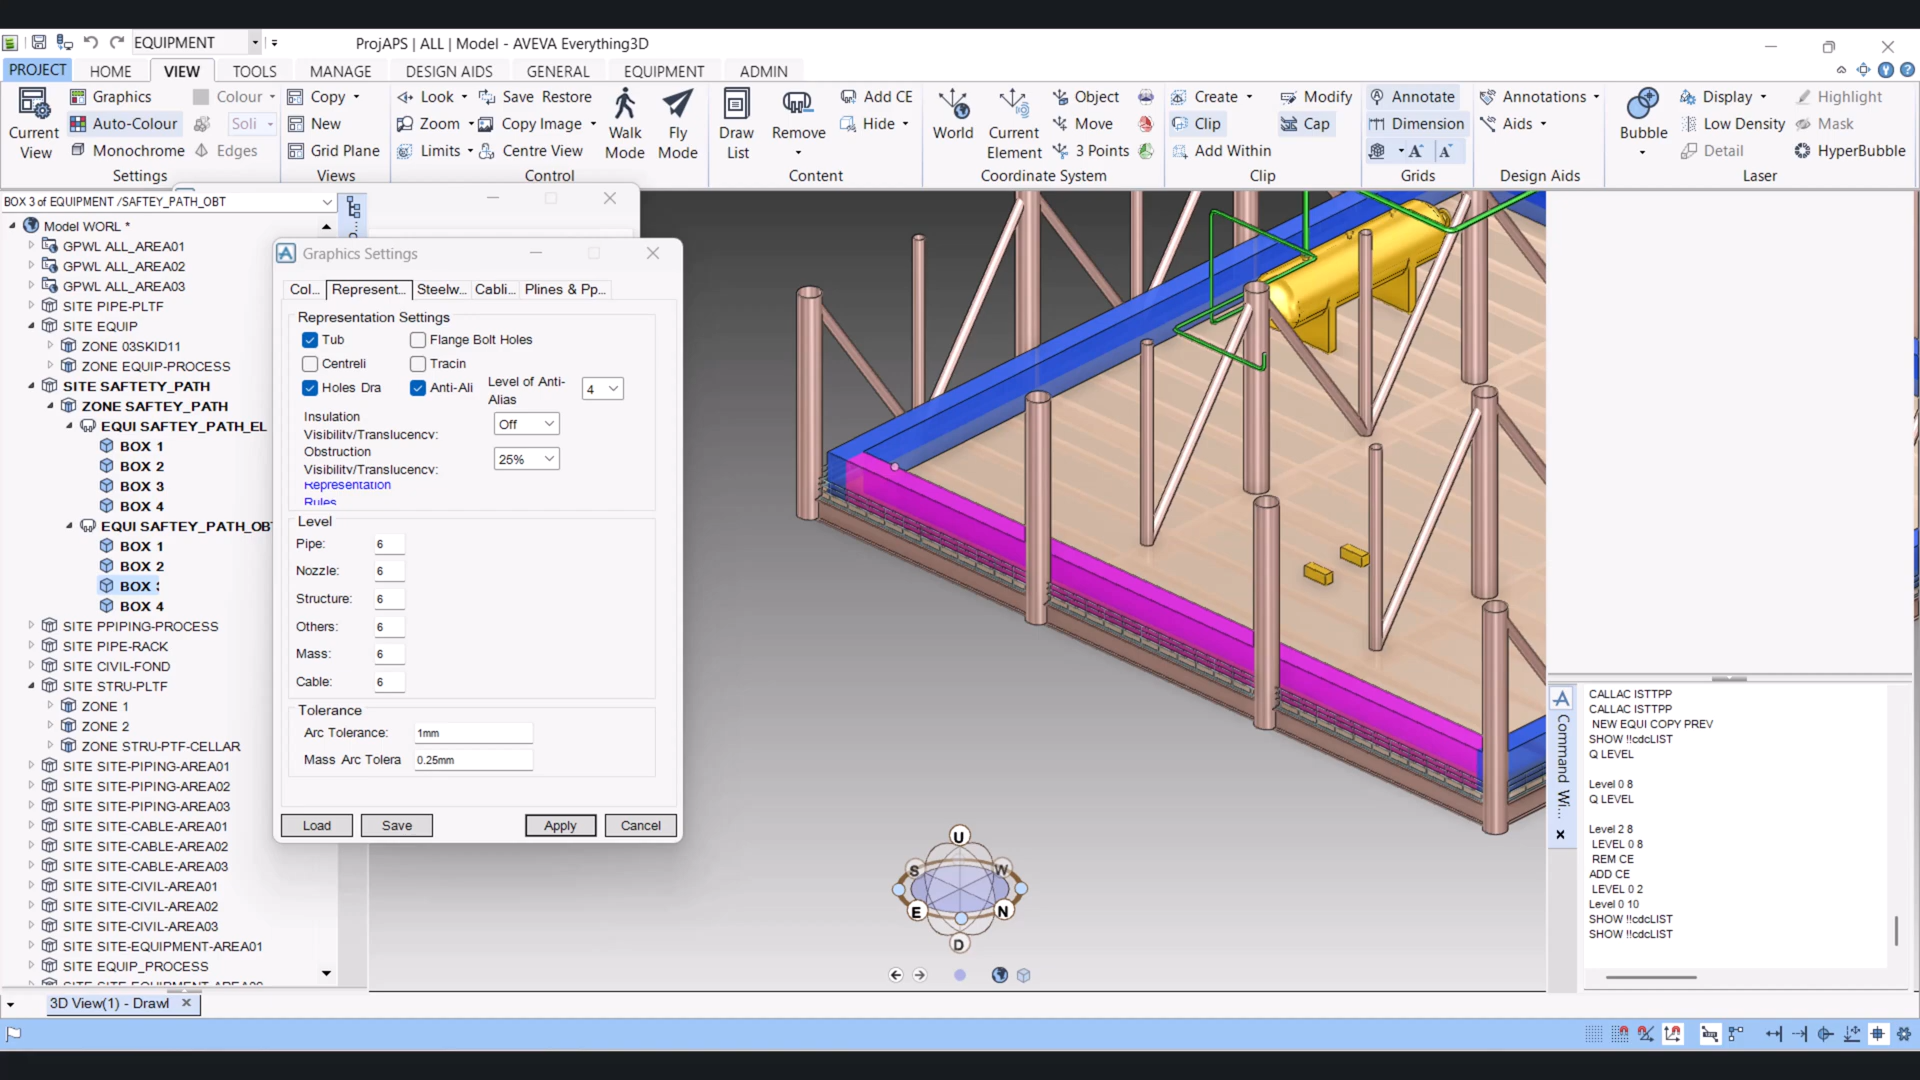 EQUIPMENT
ProjAPS | ALL | Model - AVEVA Everything3D
PROJECT
HOME
VIEW
TOOLS
MANAGE
DESIGN AIDS
GENERAL
EQUIPMENT
ADMIN
Current View
Graphics
Auto-Colour
Monochrome
Colour
Soli
Edges
Settings
Copy
New
Grid Plane
Views
Look
Zoom
Limits
Save
Restore
Copy Image
Centre View
Control
Walk Mode
Fly Mode
Draw List
Remove
Add CE
Hide
Content
World
Current Element
Object
Move
3 Points
Coordinate System
Create
Clip
Add Within
Modify
Cap
Clip
Annotate
Dimension
Grids
Annotations
Aids
Design Aids
Bubble
Display
Low Density
Detail
Highlight
Mask
HyperBubble
Laser
BOX 3 of EQUIPMENT /SAFTEY_PATH_OBT
Model WORL *
GPWL ALL_AREA01
GPWL ALL_AREA02
GPWL ALL_AREA03
SITE PIPE-PLTF
SITE EQUIP
ZONE 03SKID11
ZONE EQUIP-PROCESS
SITE SAFTETY_PATH
ZONE SAFTEY_PATH
EQUI SAFTEY_PATH_EL
BOX 1
BOX 2
BOX 3
BOX 4
EQUI SAFTEY_PATH_OBT
BOX 1
BOX 2
BOX
BOX 4
SITE PPIPING-PROCESS
SITE PIPE-RACK
SITE CIVIL-FOND
SITE STRU-PLTF
ZONE 1
ZONE 2
ZONE STRU-PTF-CELLAR
SITE SITE-PIPING-AREA01
SITE SITE-PIPING-AREA02
SITE SITE-PIPING-AREA03
SITE SITE-CABLE-AREA01
SITE SITE-CABLE-AREA02
SITE SITE-CABLE-AREA03
SITE SITE-CIVIL-AREA01
SITE SITE-CIVIL-AREA02
SITE SITE-CIVIL-AREA03
SITE SITE-EQUIPMENT-AREA01
SITE EQUIP_PROCESS
Graphics Settings
Col...
Represent...
Steelw...
Cabli...
Plines & Pp...
Representation Settings
Tub
Flange Bolt Holes
Centreli
Tracin
Holes Dra
Anti-Ali
Level of Anti-
Alias
4
Insulation
Visibility/Translucency:
Off
Obstruction
Visibility/Translucency:
25%
Representation
Rules
Level
Pipe: 6
Nozzle: 6
Structure: 6
Others: 6
Mass: 6
Cable: 6
Tolerance
Arc Tolerance: 1mm
Mass Arc Tolera 0.25mm
Load
Save
Apply
Cancel
U
S
W
E
N
D
Command Wi...
CALLAC ISTTPP
CALLAC ISTTPP
NEW EQUI COPY PREV
SHOW !!cdcLIST
Q LEVEL
Level 0 8
Q LEVEL
Level 2 8
LEVEL 0 8
REM CE
ADD CE
LEVEL 0 2
Level 0 10
SHOW !!cdcLIST
SHOW !!cdcLIST
3D View(1) - Drawl